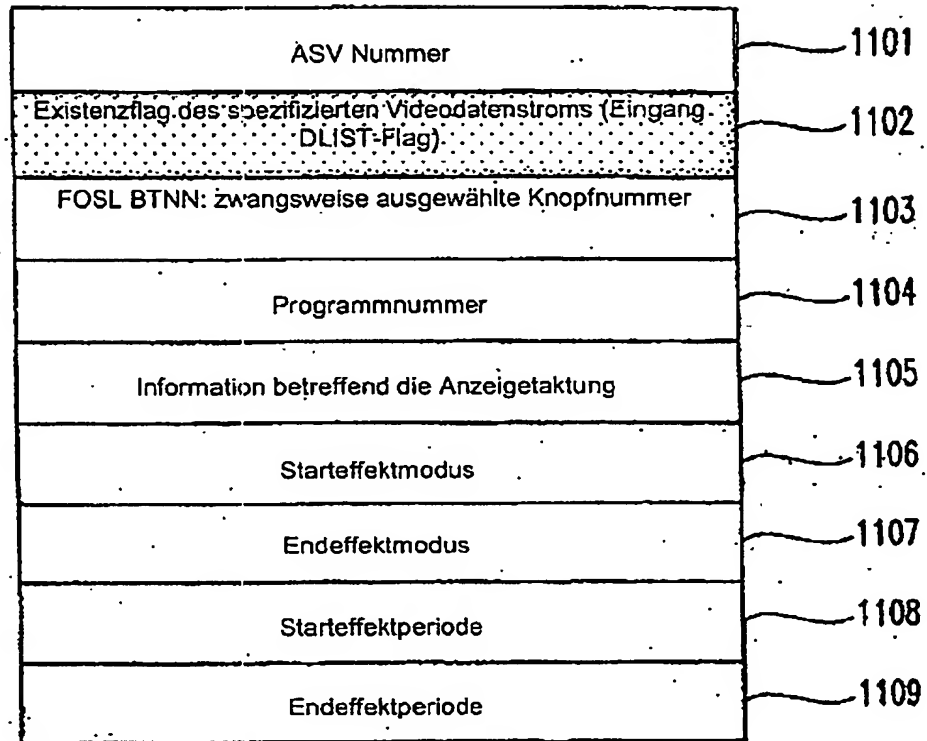 ASV Nummer
1101
Existenzflag des spezifizierten Videodatenstroms (Eingang
DLIST-Flag)
1102
FOSL BTNN: zwangsweise ausgewählte Knopfnummer
1103
Programmnummer
1104
Information betreffend die Anzeigetaktung
1105
Starteffektmodus
1106
Endeffektmodus
1107
Starteffektperiode
1108
Endeffektperiode
1109